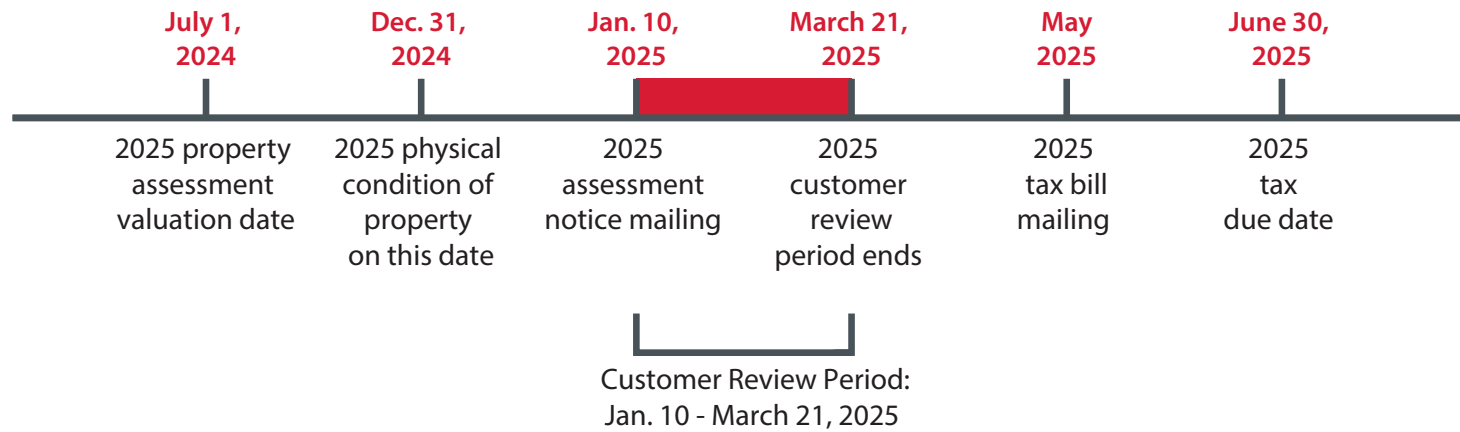 July 1,
2024
Dec. 31,
2024
Jan. 10,
2025
March 21,
2025
May
2025
June 30,
2025
2025 property
assessment
valuation date
2025 physical
condition of
property
on this date
2025
assessment
notice mailing
2025
customer
review
period ends
2025
tax bill
mailing
2025
tax
due date
Customer Review Period:
Jan. 10 - March 21, 2025